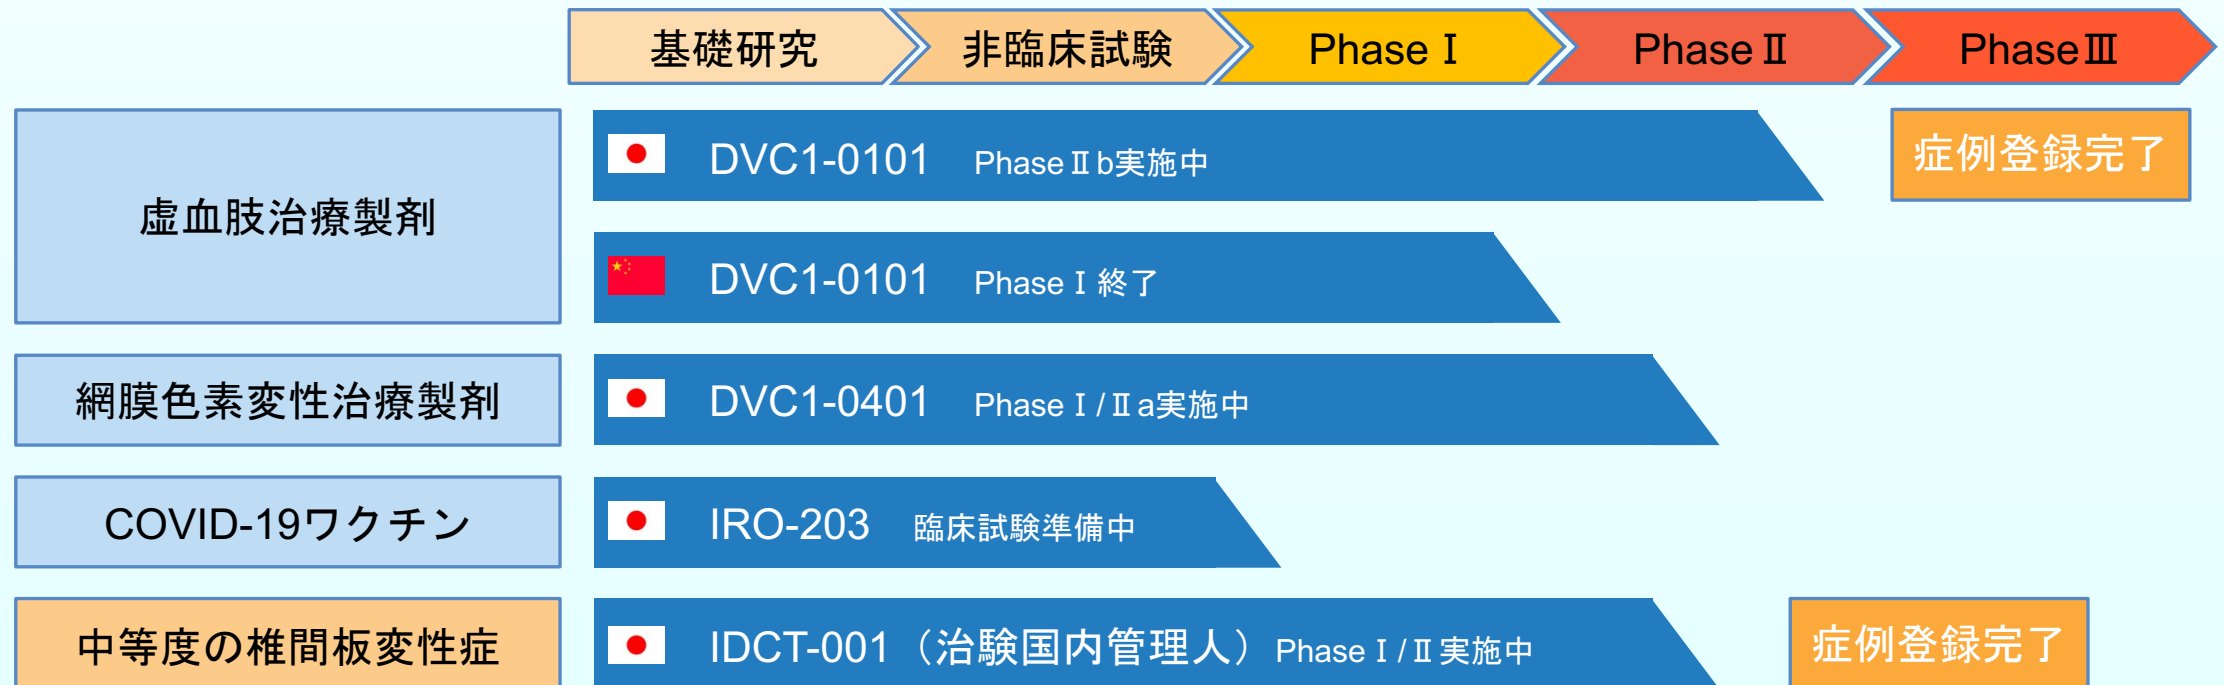 基礎研究
非臨床試験
Phase Ⅰ
Phase Ⅱ
Phase Ⅲ
虚血肢治療製剤
DVC1-0101 Phase Ⅱ b実施中
症例登録完了
DVC1-0101 Phase Ⅰ 終了
網膜色素変性治療製剤
DVC1-0401 Phase Ⅰ / Ⅱ a実施中
COVID-19ワクチン
IRO-203 臨床試験準備中
中等度の椎間板変性症
IDCT-001（治験国内管理人）Phase Ⅰ / Ⅱ 実施中
症例登録完了